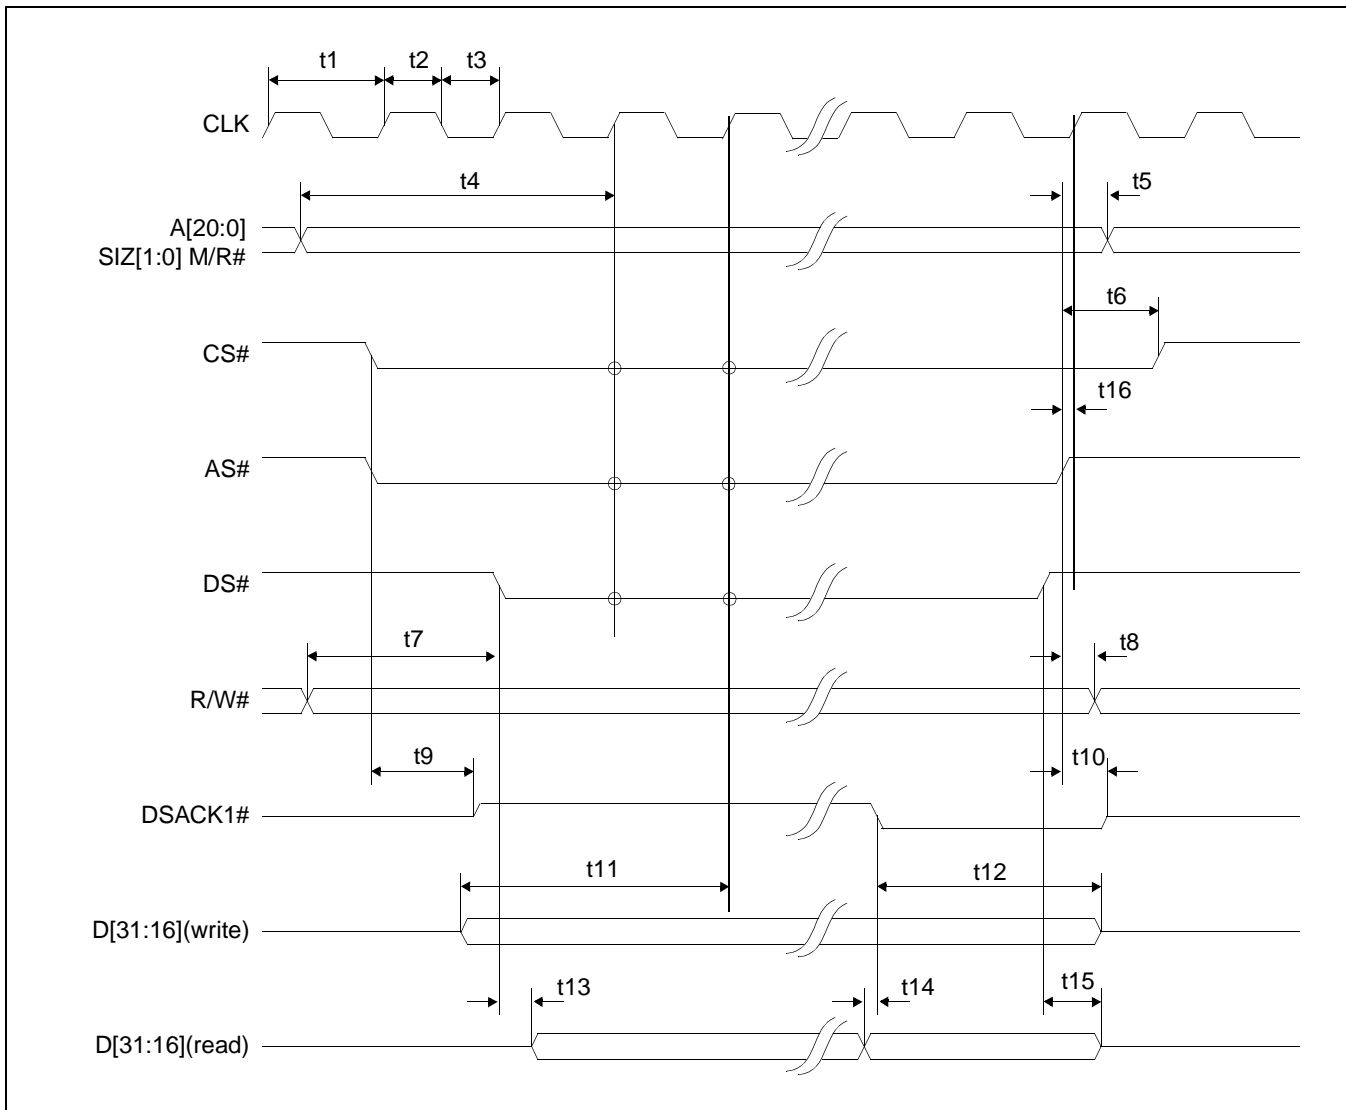 t1 t2 t3
CLK
t4 t5
A[20:0]
SIZ[1:0] M/R#
t6
CS#
t16
AS#
DS#
t7 t8
R/W#
t9 t10
DSACK1#
t11 t12
D[31:16](write)
t13 t14 t15
D[31:16](read)